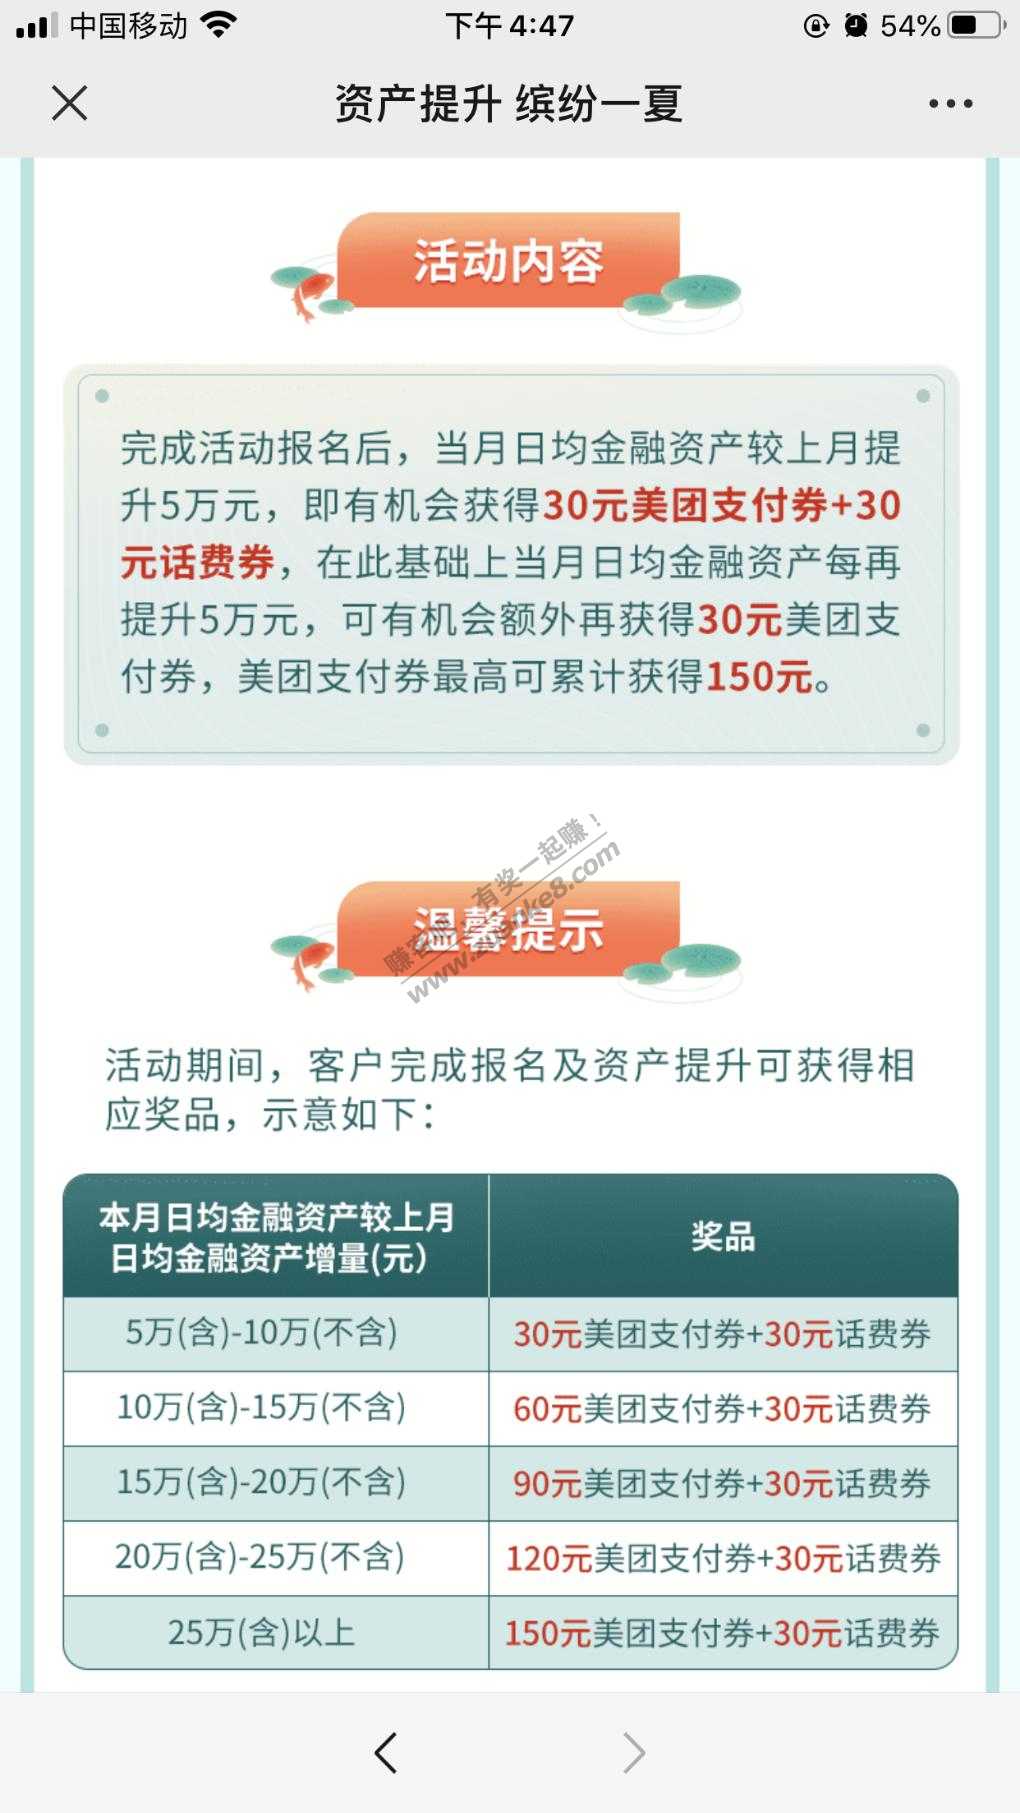 中国移动 下午4:47 54%
资产提升 缤纷一夏
活动内容
完成活动报名后，当月日均金融资产较上月提
升5万元，即有机会获得30元美团支付券+30
元话费券，在此基础上当月日均金融资产每再
提升5万元，可有机会额外再获得30元美团支
付券，美团支付券最高可累计获得150元。
温馨提示
赚客吧，有奖一起赚！
www.zuanke8.com
活动期间，客户完成报名及资产提升可获得相
应奖品，示意如下：
本月日均金融资产较上月
日均金融资产增量(元）
奖品
5万(含)-10万(不含)
30元美团支付券+30元话费券
10万(含)-15万(不含)
60元美团支付券+30元话费券
15万(含)-20万(不含)
90元美团支付券+30元话费券
20万(含)-25万(不含)
120元美团支付券+30元话费券
25万(含)以上
150元美团支付券+30元话费券